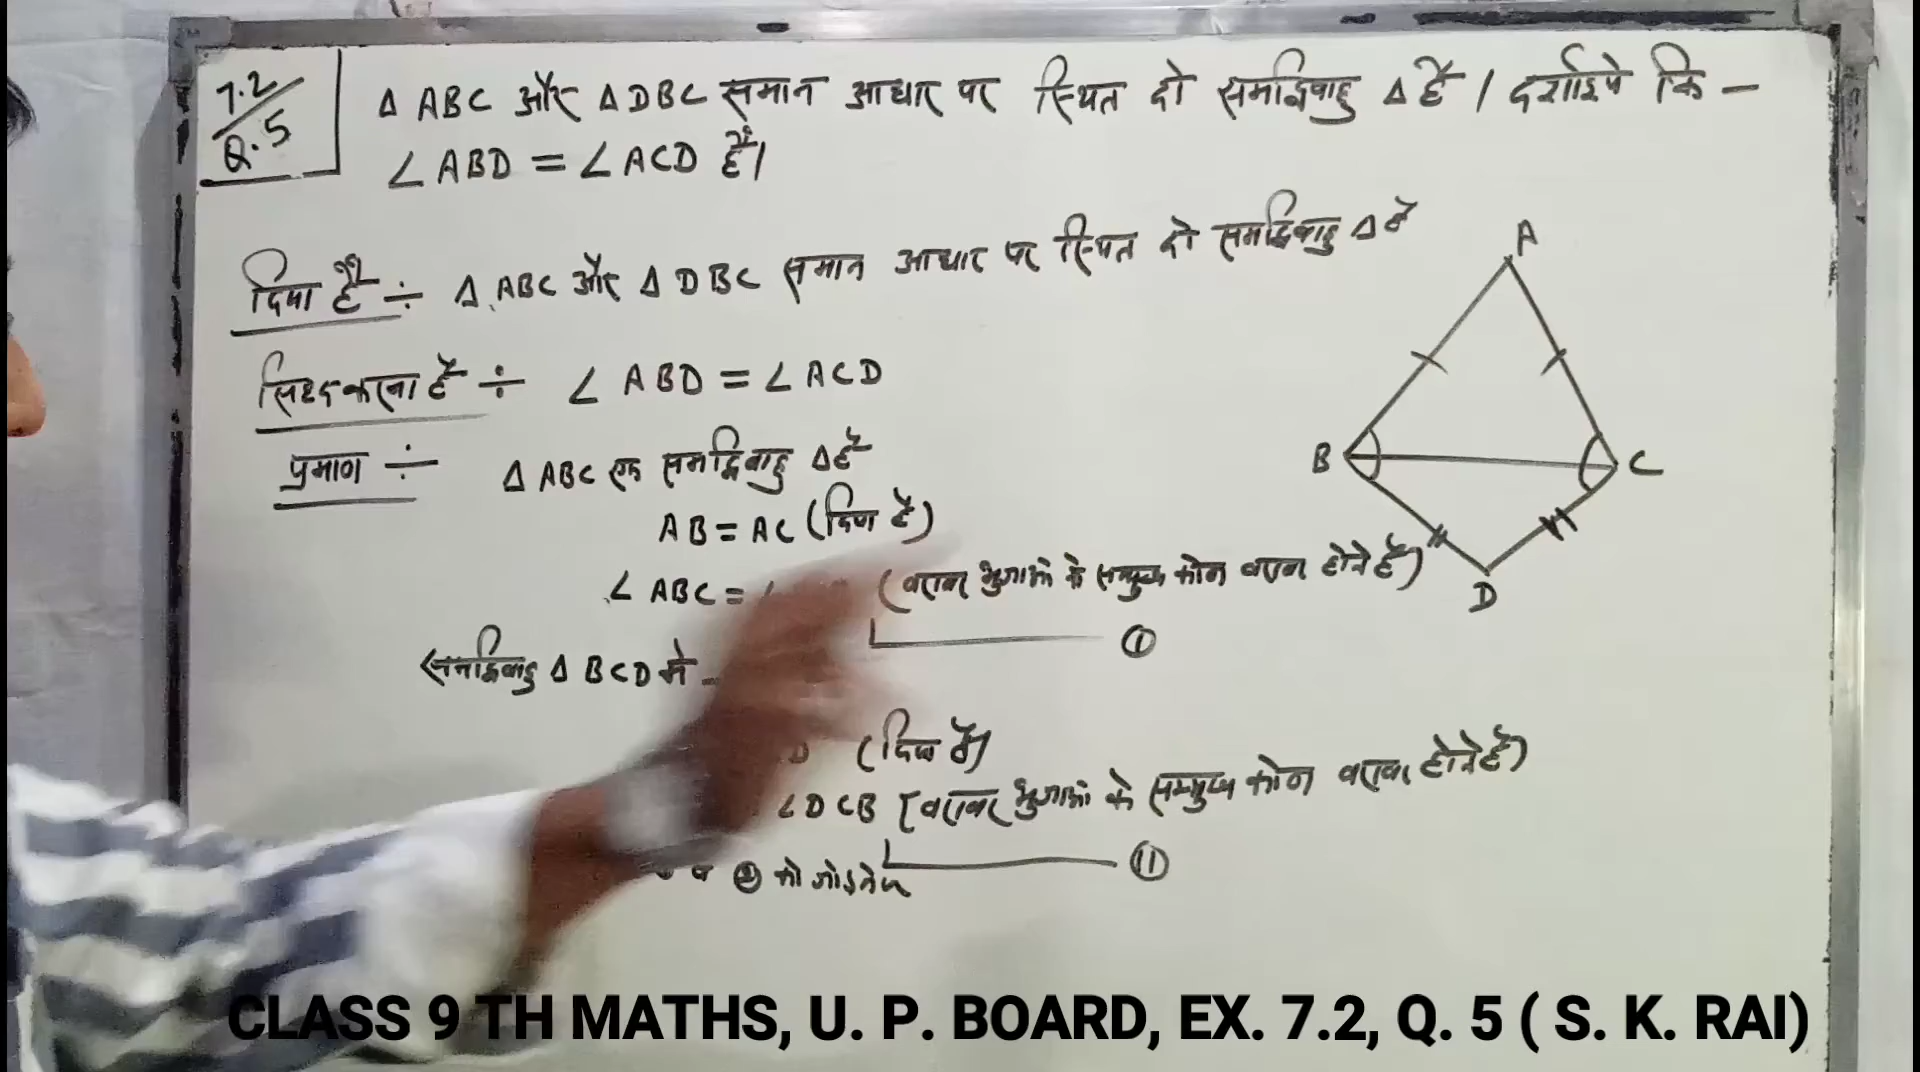 7.2
Q.5
Δ ABC और Δ DBC समान आधार पर स्थित दो समद्विबाहु Δ हैं। दर्शाइये कि –
∠ABD = ∠ACD है।
दिया है ÷ Δ ABC और Δ DBC समान आधार पर स्थित दो समद्विबाहु Δ है
सिद्ध करना है ÷ ∠ ABD = ∠ ACD
प्रमाण ÷ Δ ABC एक समद्विबाहु Δ है
AB = AC (दिया है)
∠ ABC = (बराबर भुजाओं के सम्मुख कोण बराबर होते है)
①
समद्विबाहु Δ BCD में –
D (दिया है)
∠DCB [बराबर भुजाओं के सम्मुख कोण बराबर होते है)
⑪
व ② को जोड़ने पर
A
B
C
D
CLASS 9 TH MATHS, U. P. BOARD, EX. 7.2, Q. 5 ( S. K. RAI)